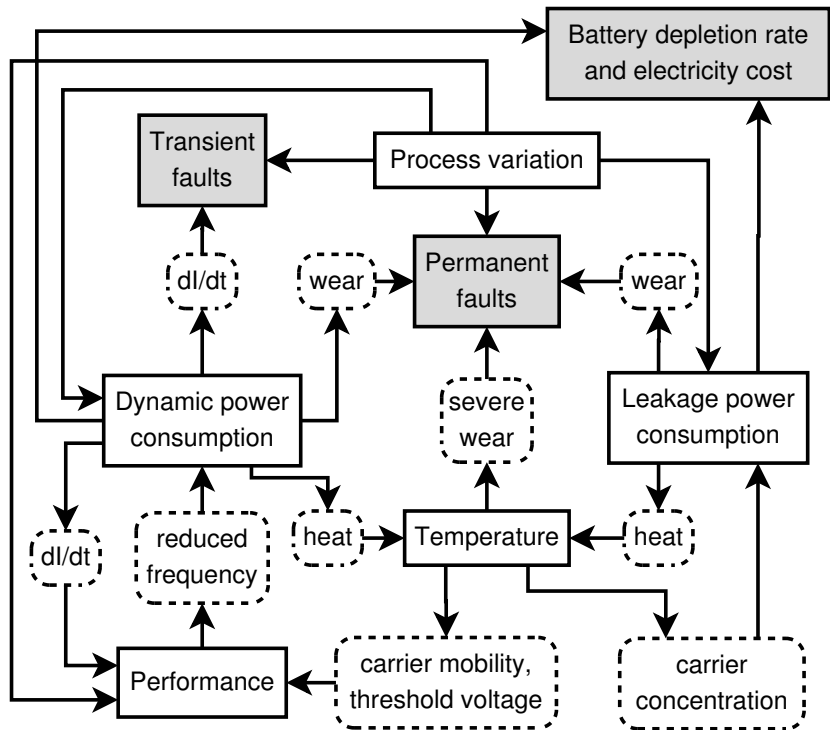 Battery depletion rate
and electricity cost
Transient
faults
Process variation
dI/dt
wear
Permanent
faults
wear
Dynamic power
consumption
severe
wear
Leakage power
consumption
dI/dt
reduced
frequency
heat
Temperature
heat
Performance
carrier mobility,
threshold voltage
carrier
concentration